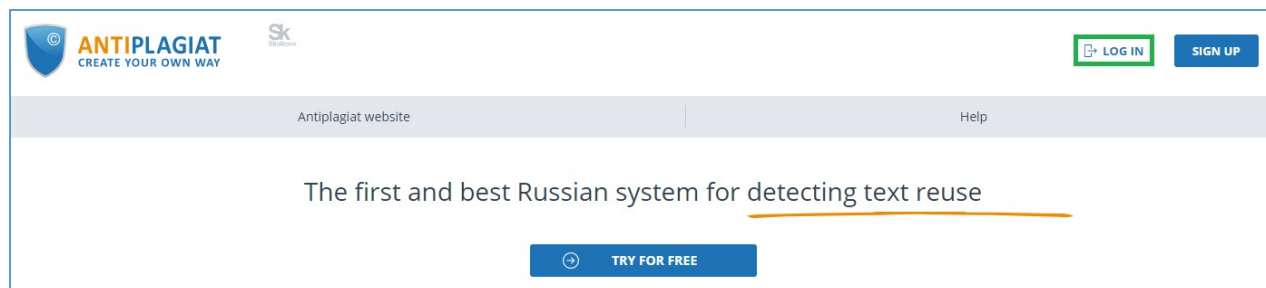 ©
ANTIPLAGIAT
CREATE YOUR OWN WAY
Sk
LOG IN
SIGN UP
Antiplagiat website
Help
The first and best Russian system for detecting text reuse
TRY FOR FREE